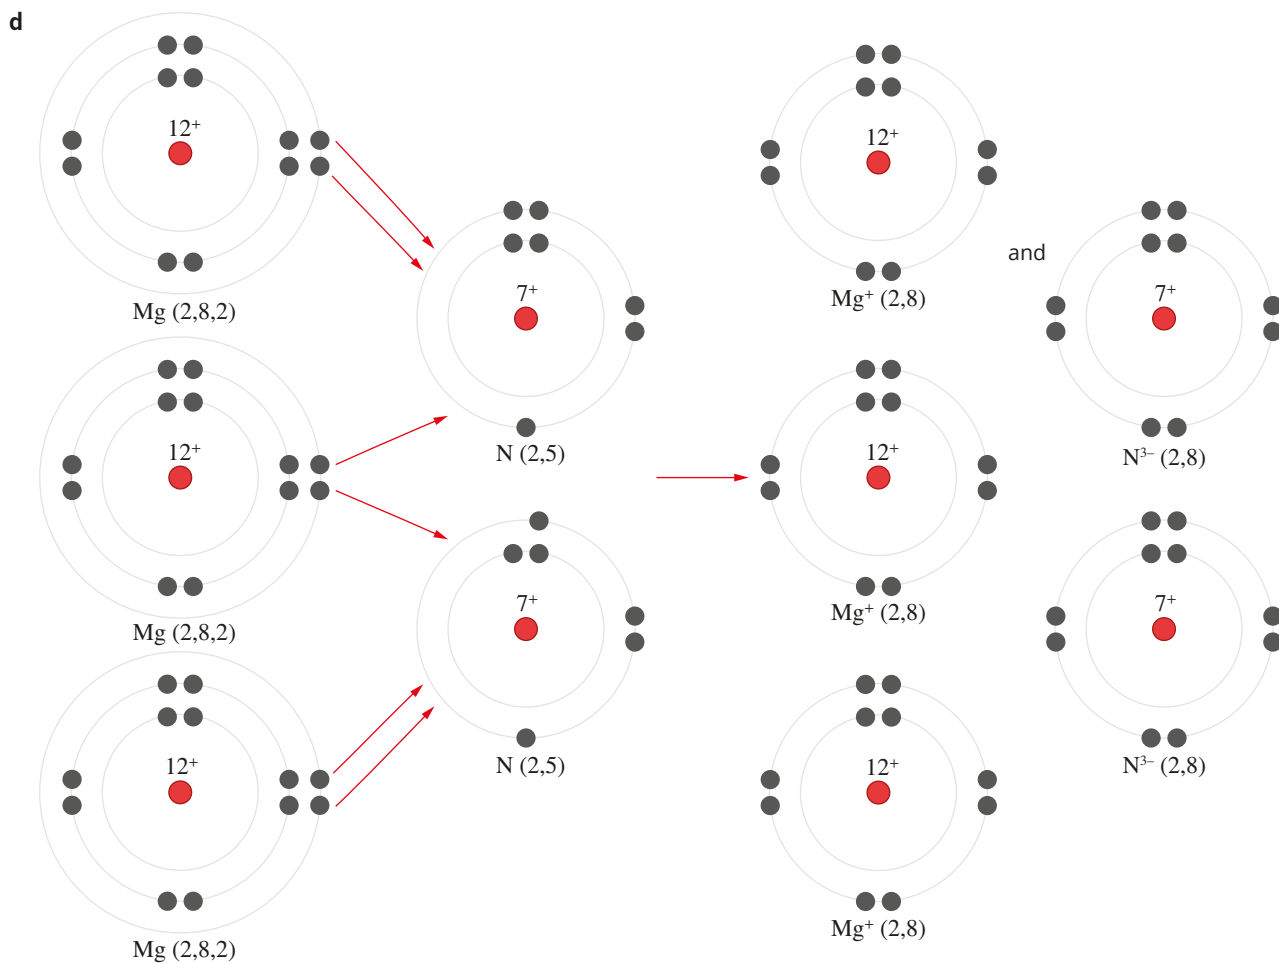 d
12⁺
Mg (2,8,2)
12⁺
Mg (2,8,2)
12⁺
Mg (2,8,2)
7⁺
N (2,5)
7⁺
N (2,5)
12⁺
Mg⁺ (2,8)
12⁺
Mg⁺ (2,8)
12⁺
Mg⁺ (2,8)
and
7⁺
N³⁻ (2,8)
7⁺
N³⁻ (2,8)